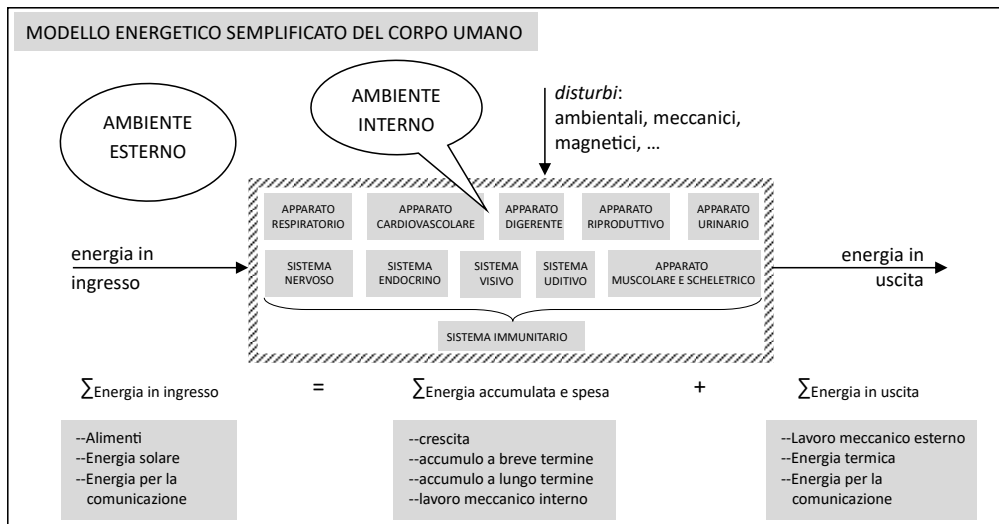 MODELLO ENERGETICO SEMPLIFICATO DEL CORPO UMANO
AMBIENTE
ESTERNO
AMBIENTE
INTERNO
disturbi:
ambientali, meccanici,
magnetici, ...
APPARATO
RESPIRATORIO
APPARATO
CARDIOVASCOLARE
APPARATO
DIGERENTE
APPARATO
RIPRODUTTIVO
APPARATO
URINARIO
energia in
ingresso
SISTEMA
NERVOSO
SISTEMA
ENDOCRINO
SISTEMA
VISIVO
SISTEMA
UDITIVO
APPARATO
MUSCOLARE E SCHELETRICO
energia in
uscita
SISTEMA IMMUNITARIO
∑Energia in ingresso = ∑Energia accumulata e spesa + ∑Energia in uscita
--Alimenti
--Energia solare
--Energia per la
comunicazione
--crescita
--accumulo a breve termine
--accumulo a lungo termine
--lavoro meccanico interno
--Lavoro meccanico esterno
--Energia termica
--Energia per la
comunicazione